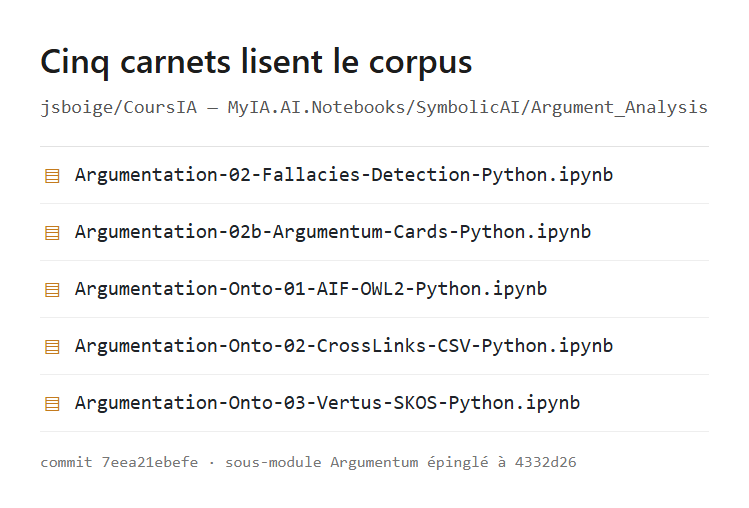 Cinq carnets lisent le corpus
jsboige/CoursIA — MyIA.AI.Notebooks/SymbolicAI/Argument_Analysis
Argumentation-02-Fallacies-Detection-Python.ipynb
Argumentation-02b-Argumentum-Cards-Python.ipynb
Argumentation-Onto-01-AIF-OWL2-Python.ipynb
Argumentation-Onto-02-CrossLinks-CSV-Python.ipynb
Argumentation-Onto-03-Vertus-SKOS-Python.ipynb
commit 7eea21ebefe · sous-module Argumentum épinglé à 4332d26